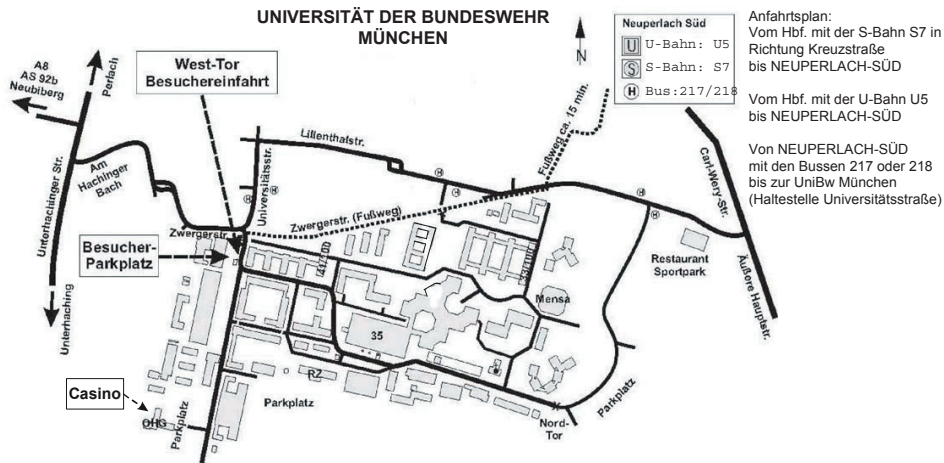 UNIVERSITÄT DER BUNDESWEHR
MÜNCHEN
Neuperlach Süd
U U-Bahn: U5
S S-Bahn: S7
H Bus:217/218
Anfahrtsplan:
Vom Hbf. mit der S-Bahn S7 in
Richtung Kreuzstraße
bis NEUPERLACH-SÜD
Vom Hbf. mit der U-Bahn U5
bis NEUPERLACH-SÜD
Von NEUPERLACH-SÜD
mit den Bussen 217 oder 218
bis zur UniBw München
(Haltestelle Universitätsstraße)
N
A8
AS 92b
Neubiberg
Perlach
West-Tor
Besuchereinfahrt
Fußweg ca. 15 min.
Lilienthalstr.
H
H
H
H
H
Carl-Wery-Str.
Am
Hachinger
Bach
Universitätsstr.
Unterhachinger Str.
Zwergerstr.
Zwergerstr. (Fußweg)
Besucher-
Parkplatz
41/100
33/100
Restaurant
Sportpark
Äußere Hauptstr.
Mensa
Unterhaching
35
RZ
Casino
OHG
Parkplatz
Parkplatz
Parkplatz
X
Nord-
Tor